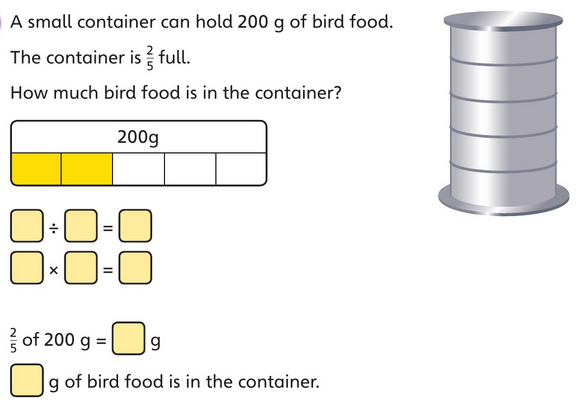 A small container can hold 200 g of bird food.
The container is 2/5 full.
How much bird food is in the container?
200g
÷ =
× =
2/5 of 200 g = g
g of bird food is in the container.